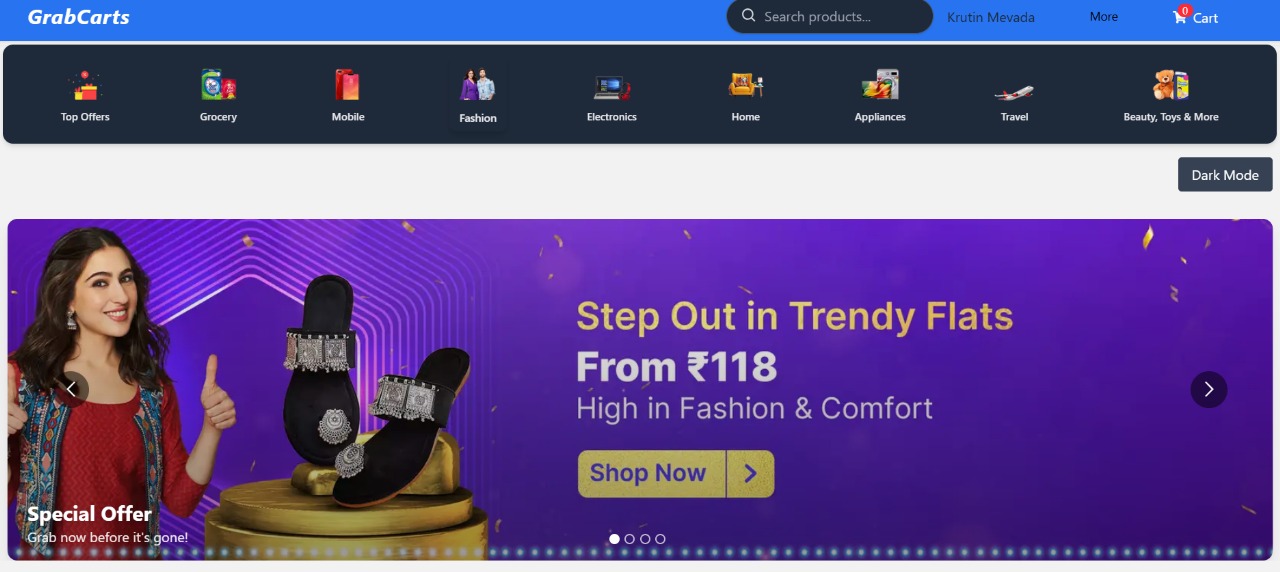 GrabCarts
Search products...
Krutin Mevada
More
0
Cart
Top Offers
Grocery
Mobile
Fashion
Electronics
Home
Appliances
Travel
Beauty, Toys & More
Dark Mode
Step Out in Trendy Flats
From ₹118
High in Fashion & Comfort
Shop Now
Special Offer
Grab now before it's gone!